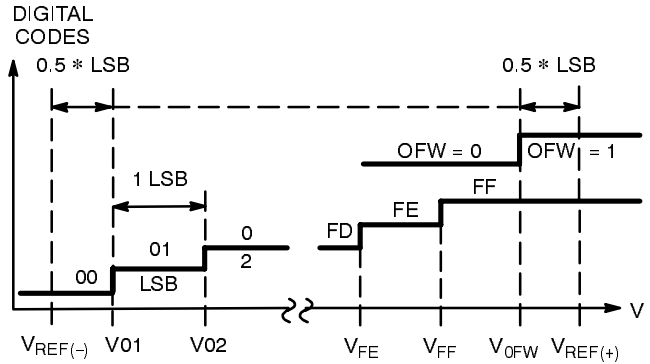 DIGITAL
CODES
0.5 * LSB
0.5 * LSB
OFW = 0
OFW = 1
1 LSB
FF
FE
FD
0
2
01
LSB
00
V
VREF(–)
V01
V02
VFE
VFF
V0FW
VREF(+)